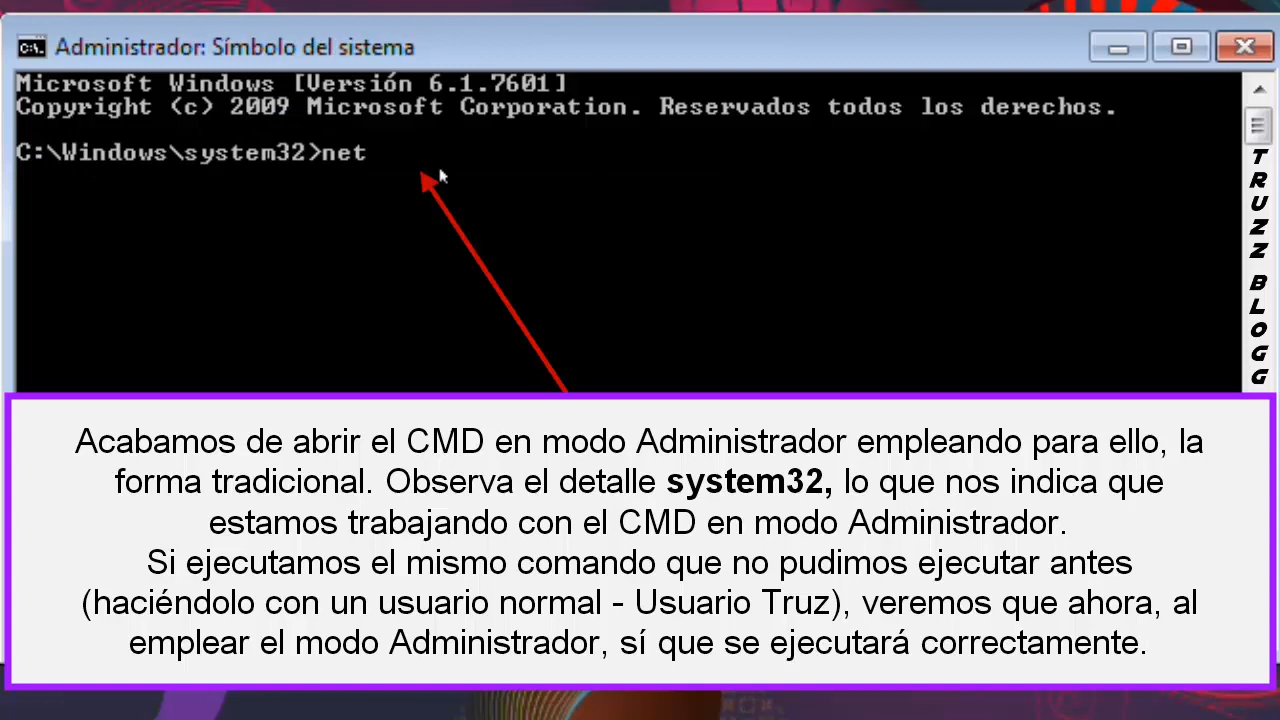 Administrador: Símbolo del sistema
Microsoft Windows [Versión 6.1.7601]
Copyright (c) 2009 Microsoft Corporation. Reservados todos los derechos.
C:\Windows\system32>net
TRUZZ BLOGG
Acabamos de abrir el CMD en modo Administrador empleando para ello, la
forma tradicional. Observa el detalle system32, lo que nos indica que
estamos trabajando con el CMD en modo Administrador.
Si ejecutamos el mismo comando que no pudimos ejecutar antes
(haciéndolo con un usuario normal - Usuario Truz), veremos que ahora, al
emplear el modo Administrador, sí que se ejecutará correctamente.